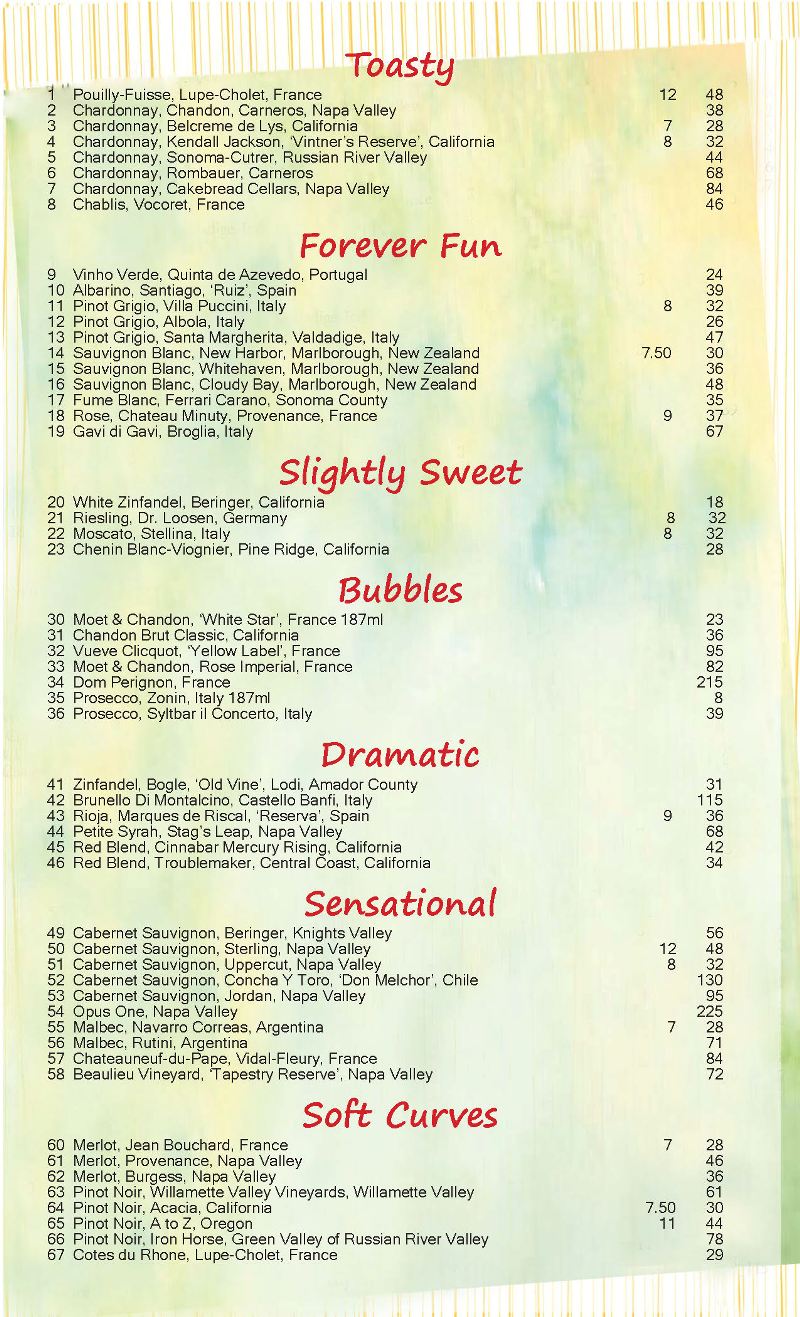 Toasty
1 Pouilly-Fuisse, Lupe-Cholet, France 12 48
2 Chardonnay, Chandon, Carneros, Napa Valley 38
3 Chardonnay, Belcreme de Lys, California 7 28
4 Chardonnay, Kendall Jackson, ‘Vintner’s Reserve’, California 8 32
5 Chardonnay, Sonoma-Cutrer, Russian River Valley 44
6 Chardonnay, Rombauer, Carneros 68
7 Chardonnay, Cakebread Cellars, Napa Valley 84
8 Chablis, Vocoret, France 46
Forever Fun
9 Vinho Verde, Quinta de Azevedo, Portugal 24
10 Albarino, Santiago, ‘Ruiz’, Spain 39
11 Pinot Grigio, Villa Puccini, Italy 8 32
12 Pinot Grigio, Albola, Italy 26
13 Pinot Grigio, Santa Margherita, Valdadige, Italy 47
14 Sauvignon Blanc, New Harbor, Marlborough, New Zealand 7.50 30
15 Sauvignon Blanc, Whitehaven, Marlborough, New Zealand 36
16 Sauvignon Blanc, Cloudy Bay, Marlborough, New Zealand 48
17 Fume Blanc, Ferrari Carano, Sonoma County 35
18 Rose, Chateau Minuty, Provenance, France 9 37
19 Gavi di Gavi, Broglia, Italy 67
Slightly Sweet
20 White Zinfandel, Beringer, California 18
21 Riesling, Dr. Loosen, Germany 8 32
22 Moscato, Stellina, Italy 8 32
23 Chenin Blanc-Viognier, Pine Ridge, California 28
Bubbles
30 Moet & Chandon, ‘White Star’, France 187ml 23
31 Chandon Brut Classic, California 36
32 Vueve Clicquot, ‘Yellow Label’, France 95
33 Moet & Chandon, Rose Imperial, France 82
34 Dom Perignon, France 215
35 Prosecco, Zonin, Italy 187ml 8
36 Prosecco, Syltbar il Concerto, Italy 39
Dramatic
41 Zinfandel, Bogle, ‘Old Vine’, Lodi, Amador County 31
42 Brunello Di Montalcino, Castello Banfi, Italy 115
43 Rioja, Marques de Riscal, ‘Reserva’, Spain 9 36
44 Petite Syrah, Stag’s Leap, Napa Valley 68
45 Red Blend, Cinnabar Mercury Rising, California 42
46 Red Blend, Troublemaker, Central Coast, California 34
Sensational
49 Cabernet Sauvignon, Beringer, Knights Valley 56
50 Cabernet Sauvignon, Sterling, Napa Valley 12 48
51 Cabernet Sauvignon, Uppercut, Napa Valley 8 32
52 Cabernet Sauvignon, Concha Y Toro, ‘Don Melchor’, Chile 130
53 Cabernet Sauvignon, Jordan, Napa Valley 95
54 Opus One, Napa Valley 225
55 Malbec, Navarro Correas, Argentina 7 28
56 Malbec, Rutini, Argentina 71
57 Chateauneuf-du-Pape, Vidal-Fleury, France 84
58 Beaulieu Vineyard, ‘Tapestry Reserve’, Napa Valley 72
Soft Curves
60 Merlot, Jean Bouchard, France 7 28
61 Merlot, Provenance, Napa Valley 46
62 Merlot, Burgess, Napa Valley 36
63 Pinot Noir, Willamette Valley Vineyards, Willamette Valley 61
64 Pinot Noir, Acacia, California 7.50 30
65 Pinot Noir, A to Z, Oregon 11 44
66 Pinot Noir, Iron Horse, Green Valley of Russian River Valley 78
67 Cotes du Rhone, Lupe-Cholet, France 29